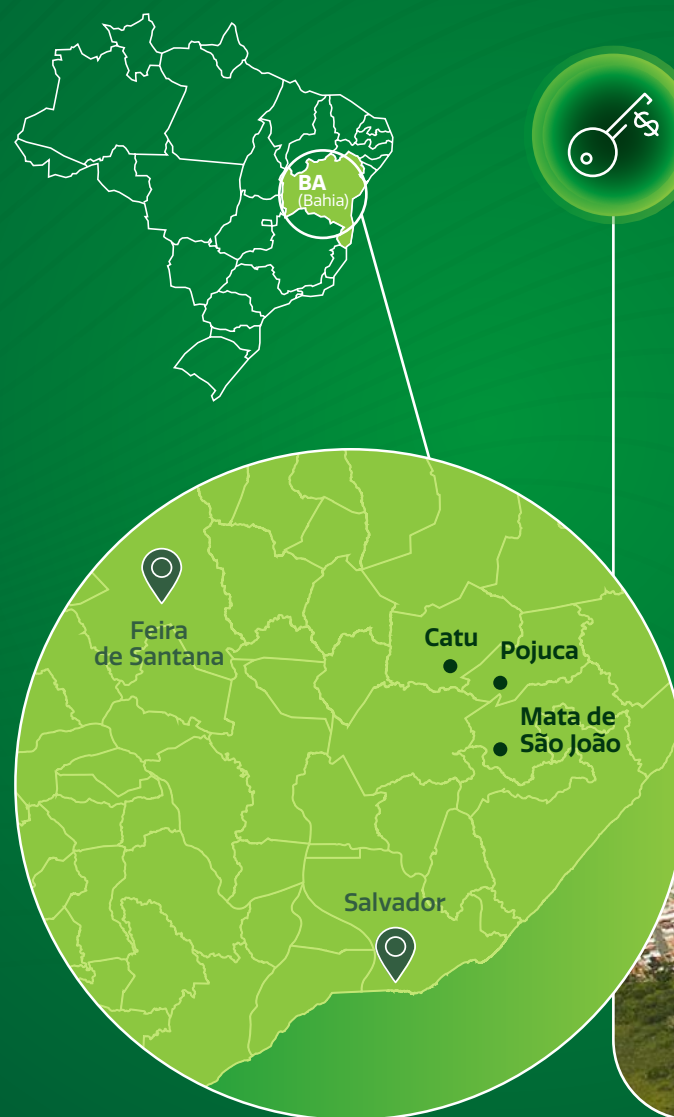 BA
(Bahia)
Feira
de Santana
Catu
Pojuca
Mata de
São João
Salvador